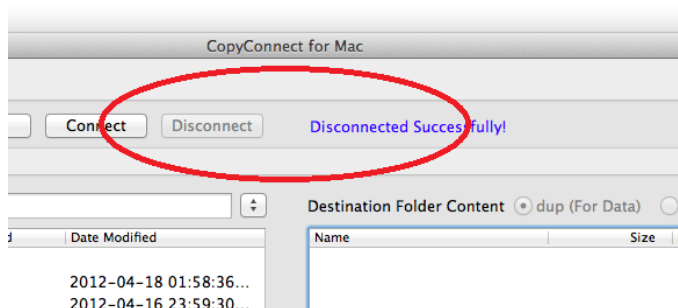 CopyConnect for Mac
Connect
Disconnect
Disconnected Successfully!
Destination Folder Content dup (For Data)
Date Modified
Name
Size
2012-04-18 01:58:36...
2012-04-16 23:59:30...